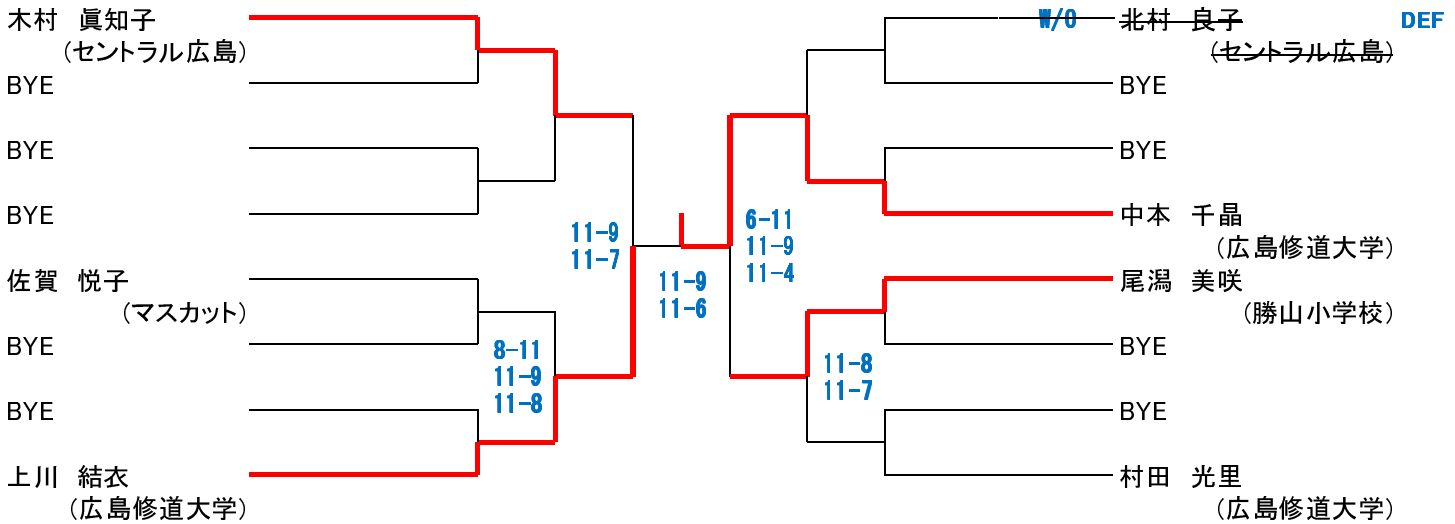 木村 眞知子
(セントラル広島)
BYE
BYE
BYE
佐賀 悦子
(マスカット)
BYE
BYE
上川 結衣
(広島修道大学)
8-11
11-9
11-8
11-9
11-7
11-9
11-6
6-11
11-9
11-4
11-8
11-7
W/O
北村 良子
DEF
(セントラル広島)
BYE
BYE
中本 千晶
(広島修道大学)
尾潟 美咲
(勝山小学校)
BYE
BYE
村田 光里
(広島修道大学)